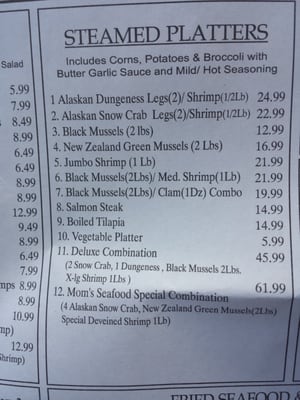 STEAMED PLATTERS
Includes Corns, Potatoes & Broccoli with
Butter Garlic Sauce and Mild/ Hot Seasoning
1 Alaskan Dungeness Legs(2)/ Shrimp(1/2Lb) 24.99
2. Alaskan Snow Crab Legs(2)/Shrimp(1/2Lb) 22.99
3. Black Mussels (2 lbs) 12.99
4. New Zealand Green Mussels (2 Lbs) 16.99
5. Jumbo Shrimp (1 Lb) 21.99
6. Black Mussels(2Lbs)/ Med. Shrimp(1Lb) 21.99
7. Black Mussels(2Lbs)/ Clam(1Dz) Combo 19.99
8. Salmon Steak 14.99
9. Boiled Tilapia 14.99
10. Vegetable Platter 5.99
11. Deluxe Combination 45.99
(2 Snow Crab, 1 Dungeness , Black Mussels 2Lbs.
X-lg Shrimp 1Lbs )
12. Mom's Seafood Special Combination 61.99
(4 Alaskan Snow Crab, New Zealand Green Mussels(2Lbs)
Special Deveined Shrimp 1Lb)
Salad
5.99
7.99
8.49
8.99
6.49
6.49
8.99
8.99
12.99
9.49
8.99
6.49
7.99
mps 8.99
8.99
10.99
mp)
12.99
Shrimp)
FRIED SEAFOOD &